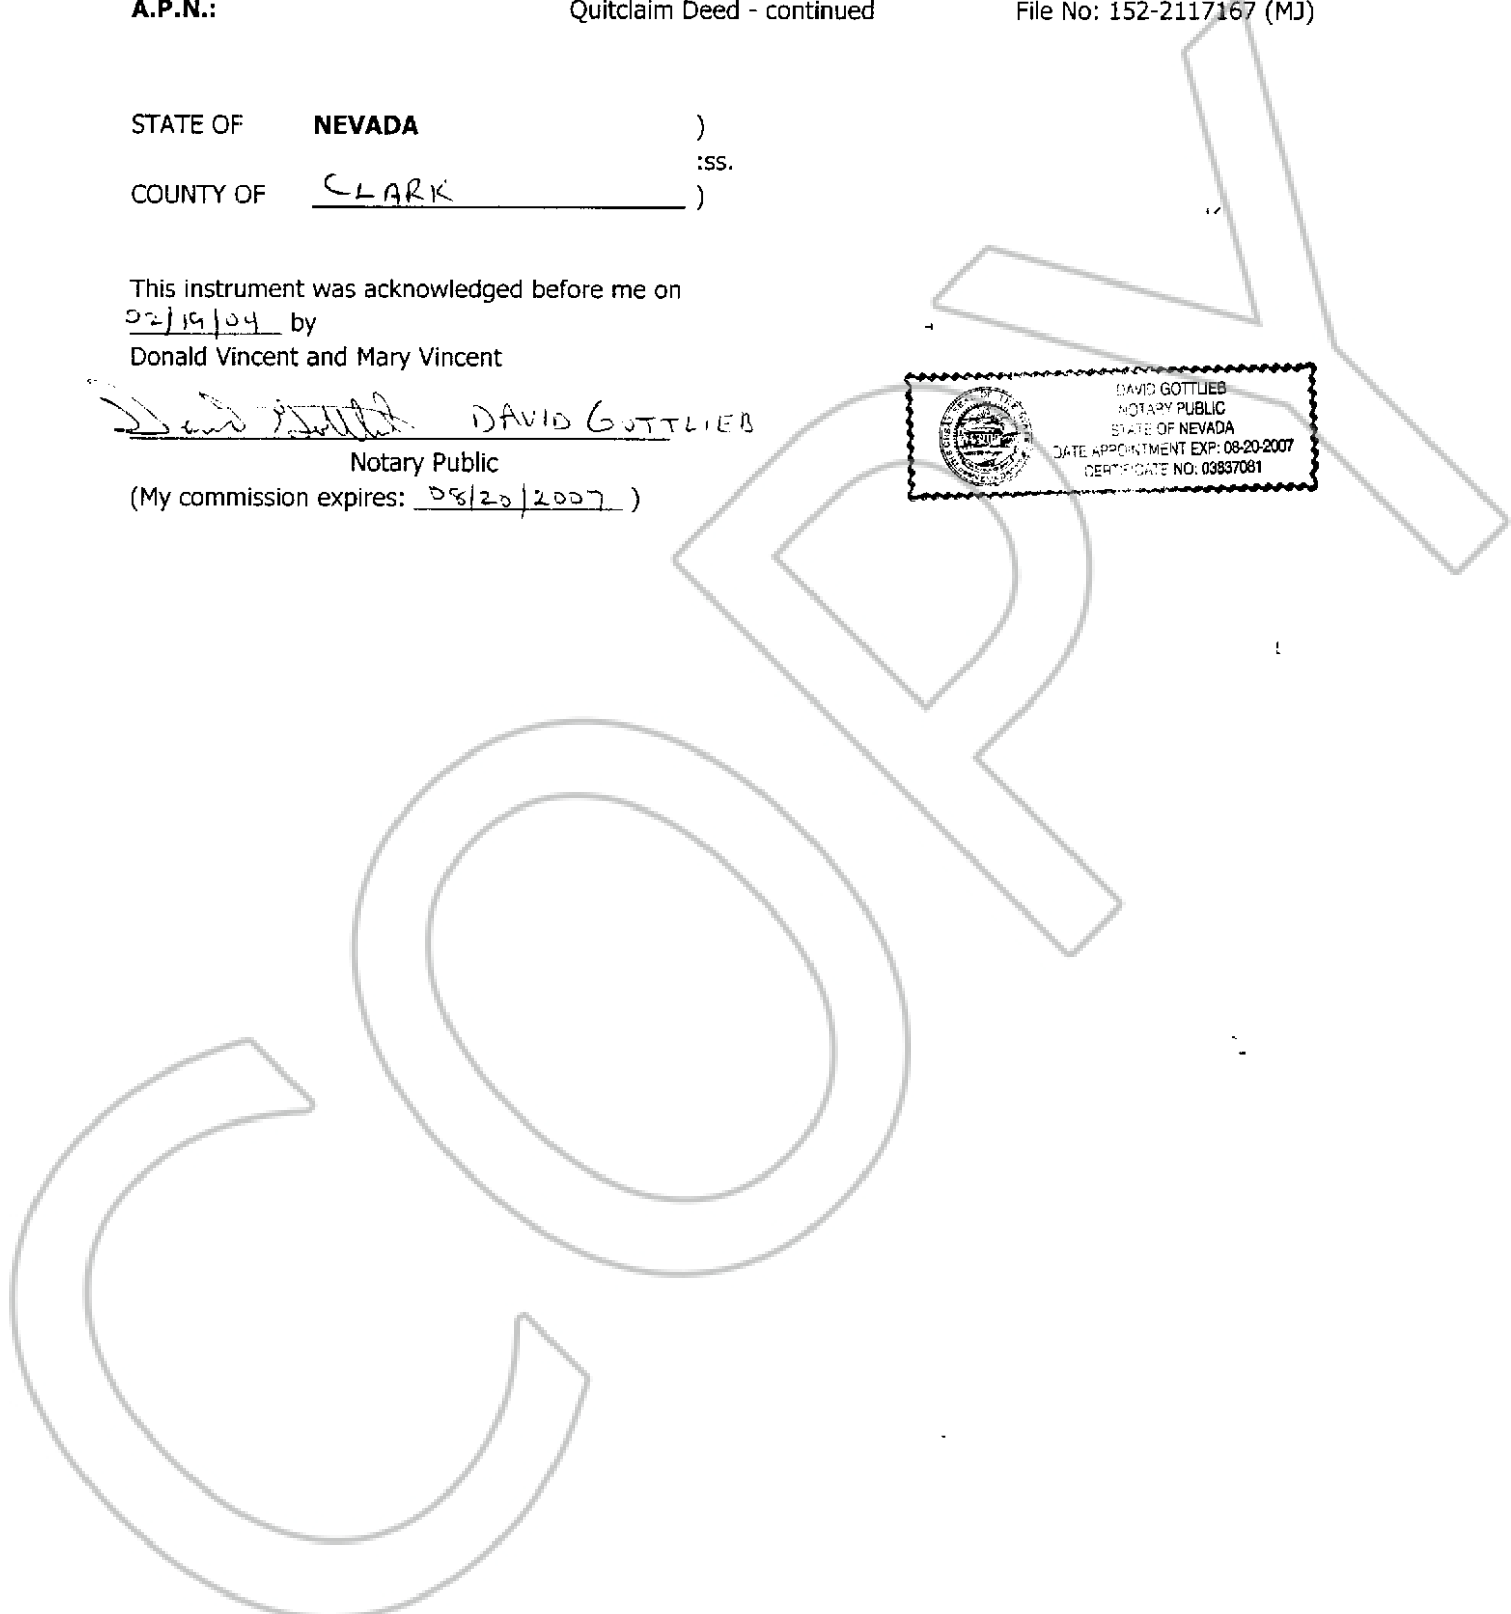 A.P.N.: Quitclaim Deed - continued File No: 152-2117167 (MJ)
STATE OF NEVADA )
:ss.
COUNTY OF CLARK )
This instrument was acknowledged before me on
02/19/04 by
Donald Vincent and Mary Vincent
David Gottlieb DAVID GOTTLIEB
Notary Public
(My commission expires: 08/20/2007 )
DAVID GOTTLIEB
NOTARY PUBLIC
STATE OF NEVADA
DATE APPOINTMENT EXP: 08-20-2007
CERTIFICATE NO: 03837081
COPY